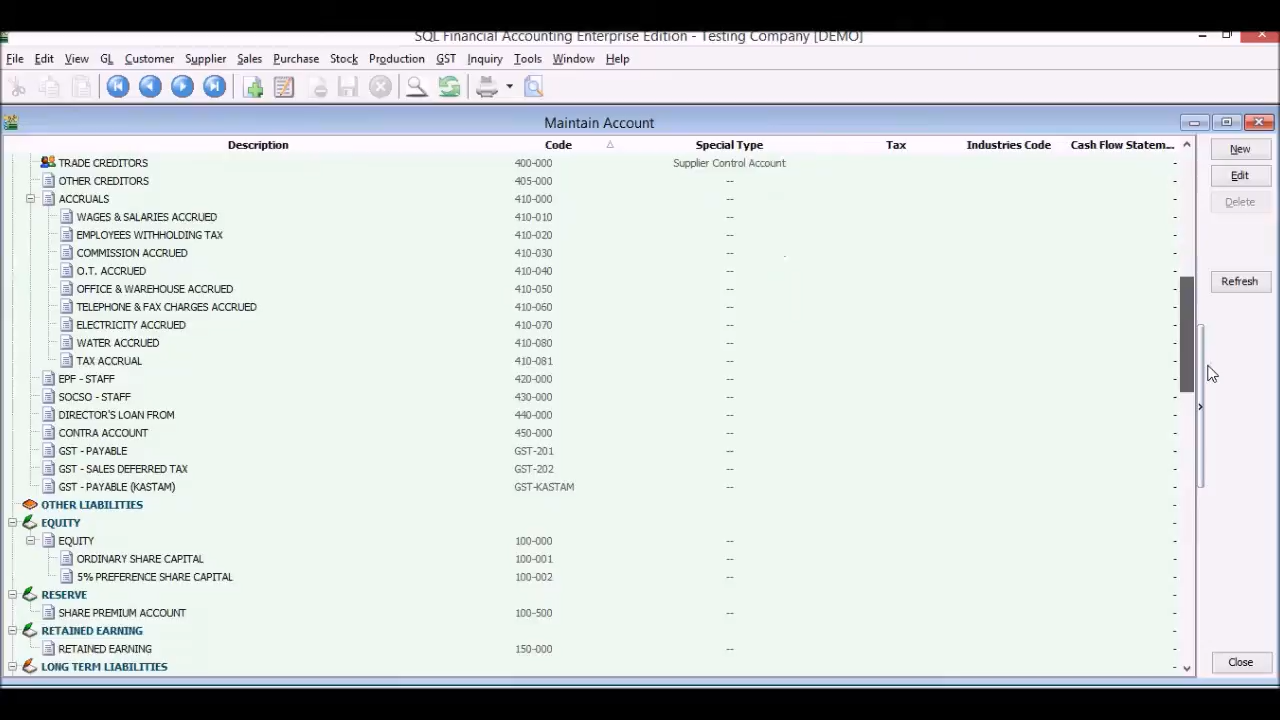 SQL Financial Accounting Enterprise Edition - Testing Company [DEMO]
File Edit View GL Customer Supplier Sales Purchase Stock Production GST Inquiry Tools Window Help
Maintain Account
Description Code Special Type Tax Industries Code Cash Flow Statem...
TRADE CREDITORS 400-000 Supplier Control Account -
OTHER CREDITORS 405-000 -- -
ACCRUALS 410-000 -- -
WAGES & SALARIES ACCRUED 410-010 -- -
EMPLOYEES WITHHOLDING TAX 410-020 -- -
COMMISSION ACCRUED 410-030 -- -
O.T. ACCRUED 410-040 -- -
OFFICE & WAREHOUSE ACCRUED 410-050 -- -
TELEPHONE & FAX CHARGES ACCRUED 410-060 -- -
ELECTRICITY ACCRUED 410-070 -- -
WATER ACCRUED 410-080 -- -
TAX ACCRUAL 410-081 -- -
EPF - STAFF 420-000 -- -
SOCSO - STAFF 430-000 -- -
DIRECTOR'S LOAN FROM 440-000 -- -
CONTRA ACCOUNT 450-000 -- -
GST - PAYABLE GST-201 -- -
GST - SALES DEFERRED TAX GST-202 -- -
GST - PAYABLE (KASTAM) GST-KASTAM -- -
OTHER LIABILITIES -
EQUITY -
EQUITY 100-000 -- -
ORDINARY SHARE CAPITAL 100-001 -- -
5% PREFERENCE SHARE CAPITAL 100-002 -- -
RESERVE -
SHARE PREMIUM ACCOUNT 100-500 -- -
RETAINED EARNING -
RETAINED EARNING 150-000 -- -
LONG TERM LIABILITIES -
New
Edit
Delete
Refresh
Close